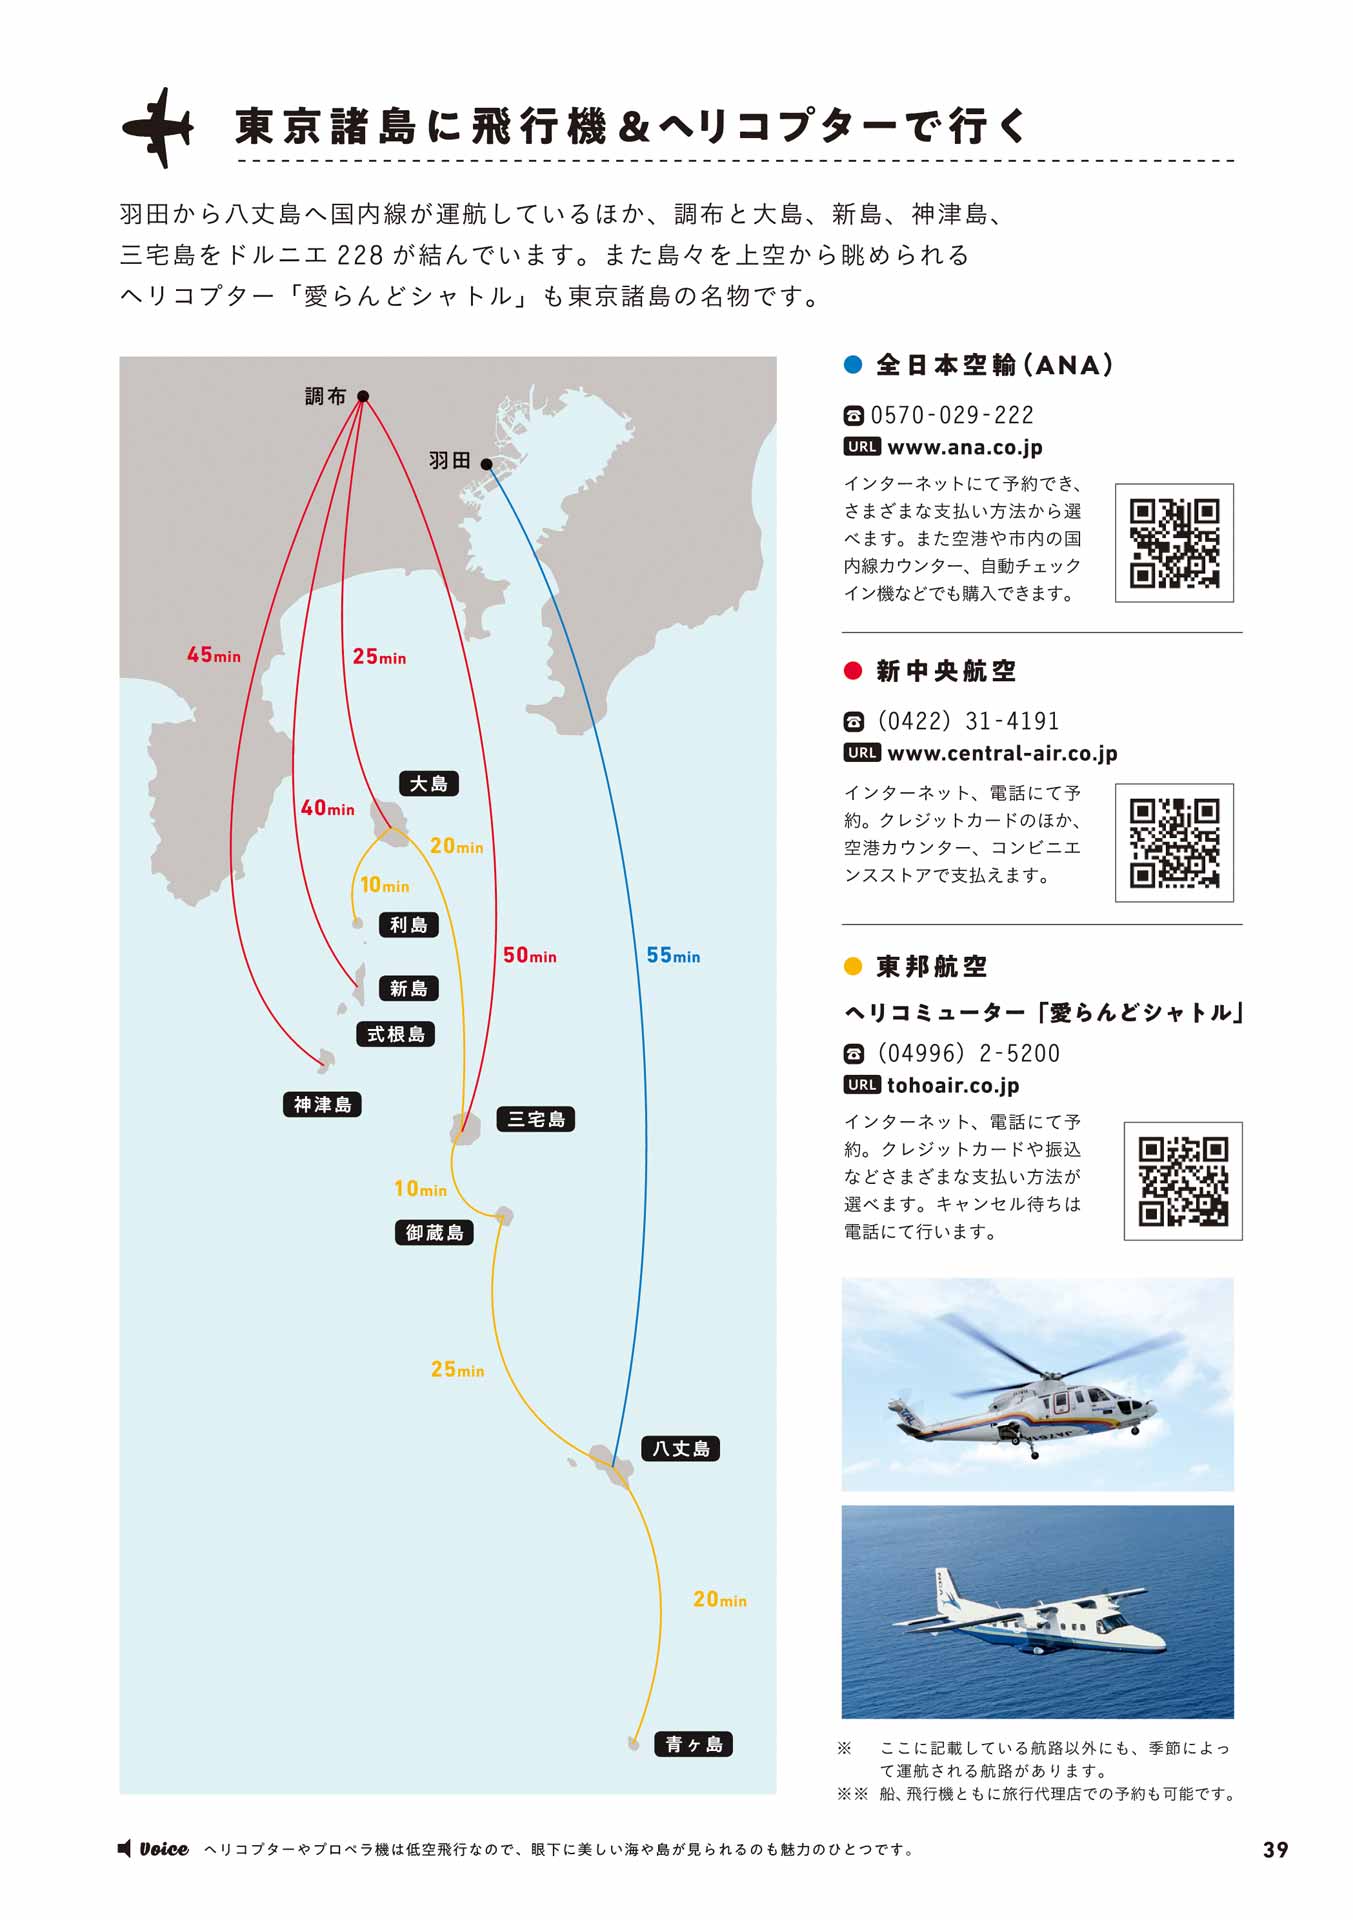 東京諸島に飛行機&ヘリコプターで行く
羽田から八丈島へ国内線が運航しているほか、調布と大島、新島、神津島、
三宅島をドルニエ 228 が結んでいます。また島々を上空から眺められる
ヘリコプター「愛らんどシャトル」も東京諸島の名物です。
調布
羽田
45min
25min
大島
40min
20min
10min
利島
50min
55min
新島
式根島
神津島
三宅島
10min
御蔵島
25min
八丈島
20min
青ヶ島
全日本空輸(ANA)
0570-029-222
URL www.ana.co.jp
インターネットにて予約でき、
さまざまな支払い方法から選
べます。また空港や市内の国
内線カウンター、自動チェック
イン機などでも購入できます。
新中央航空
(0422) 31-4191
URL www.central-air.co.jp
インターネット、電話にて予
約。クレジットカードのほか、
空港カウンター、コンビニエ
ンスストアで支払えます。
東邦航空
ヘリコミューター「愛らんどシャトル」
(04996) 2-5200
URL tohoair.co.jp
インターネット、電話にて予
約。クレジットカードや振込
などさまざまな支払い方法が
選べます。キャンセル待ちは
電話にて行います。
※ ここに記載している航路以外にも、季節によっ
て運航される航路があります。
※※ 船、飛行機ともに旅行代理店での予約も可能です。
Voice ヘリコプターやプロペラ機は低空飛行なので、眼下に美しい海や島が見られるのも魅力のひとつです。
39